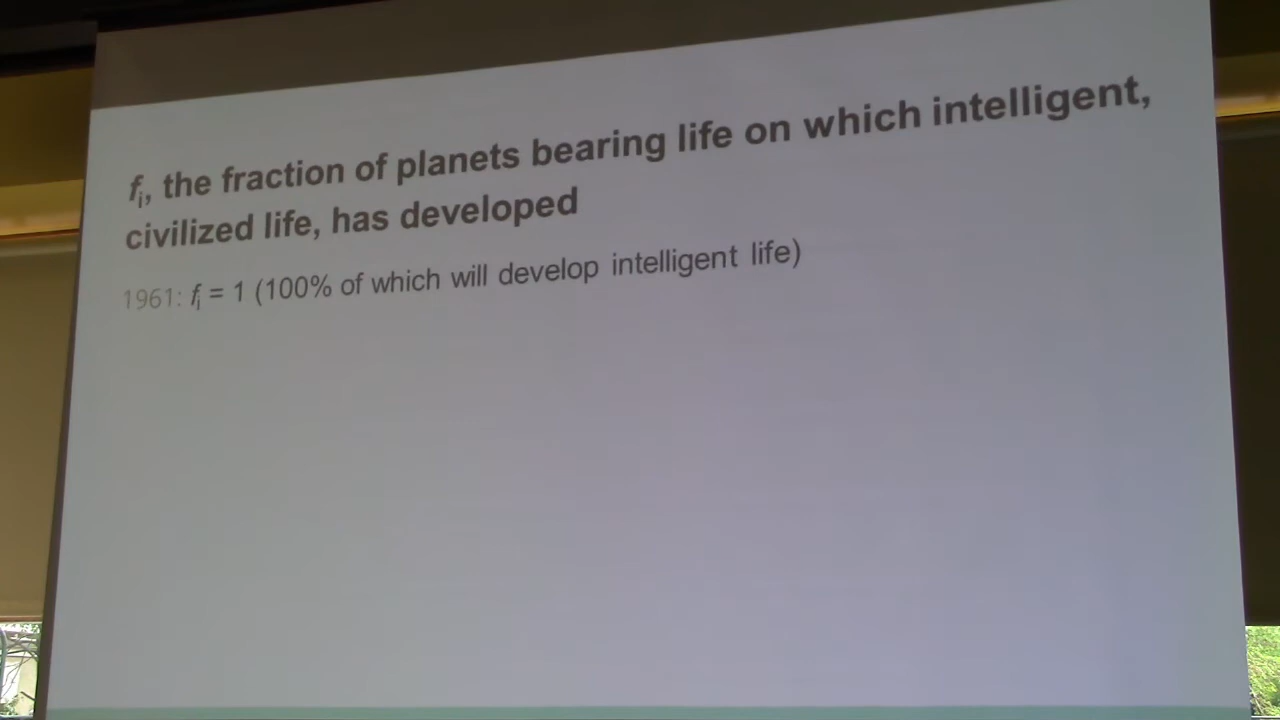 fi, the fraction of planets bearing life on which intelligent,
civilized life, has developed
1961: fi = 1 (100% of which will develop intelligent life)